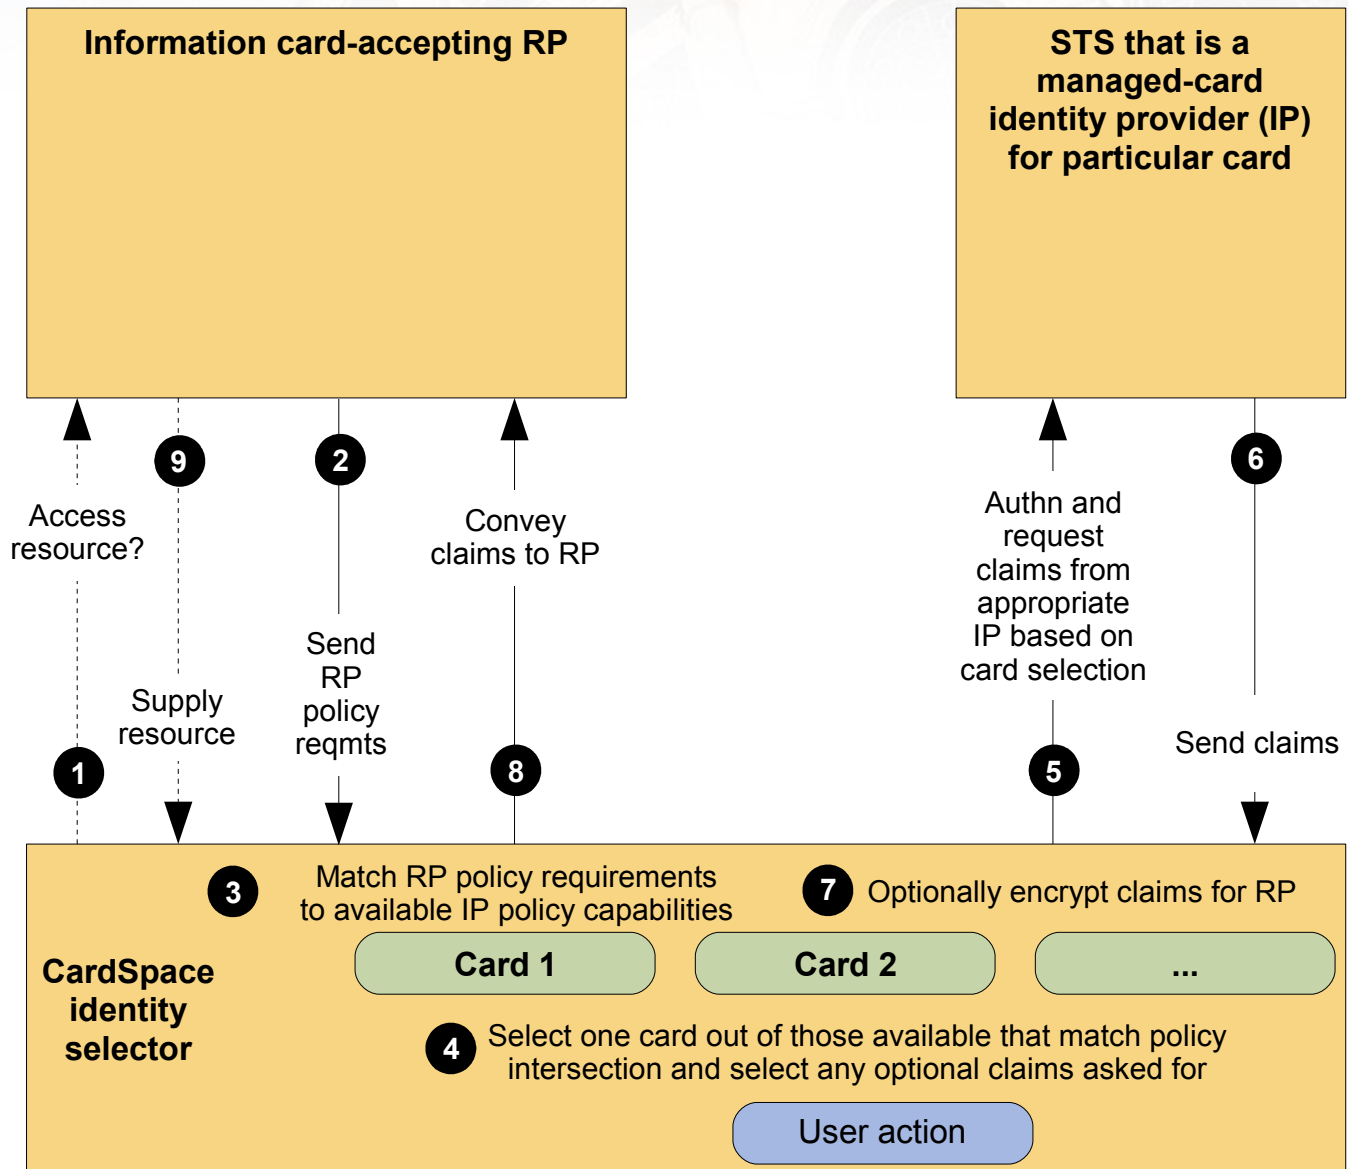 Information card-accepting RP
STS that is a
managed-card
identity provider (IP)
for particular card
9
2
6
Access
resource?
Convey
claims to RP
Authn and
request
claims from
appropriate
IP based on
card selection
Send
RP
policy
reqmts
Supply
resource
Send claims
1
8
5
3
Match RP policy requirements
to available IP policy capabilities
7
Optionally encrypt claims for RP
Card 1
Card 2
...
CardSpace
identity
selector
4
Select one card out of those available that match policy
intersection and select any optional claims asked for
User action